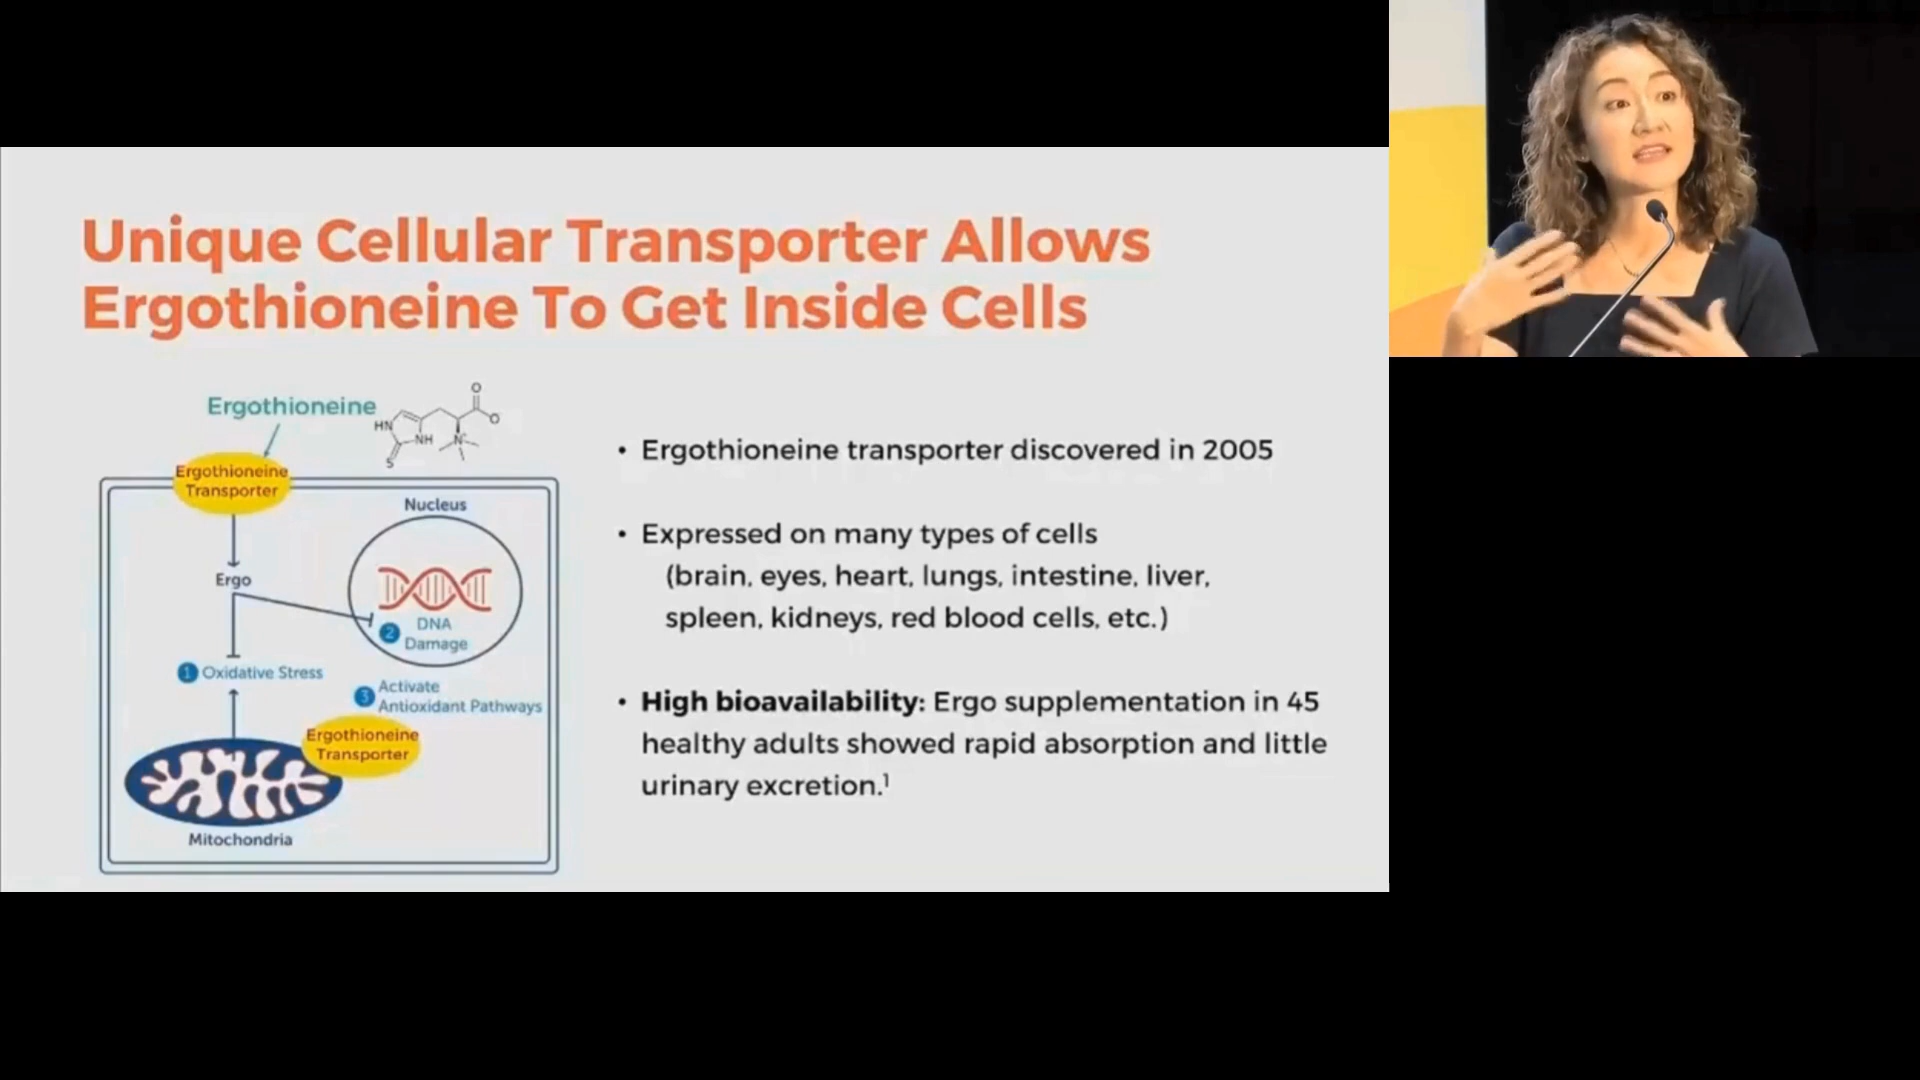 Unique Cellular Transporter Allows
Ergothioneine To Get Inside Cells
Ergothioneine
O
O
HN
NH
N+
S
Ergothioneine
Transporter
Nucleus
Ergo
2 DNA
Damage
1 Oxidative Stress
3 Activate
Antioxidant Pathways
Ergothioneine
Transporter
Mitochondria
• Ergothioneine transporter discovered in 2005
• Expressed on many types of cells
(brain, eyes, heart, lungs, intestine, liver,
spleen, kidneys, red blood cells, etc.)
• High bioavailability: Ergo supplementation in 45
healthy adults showed rapid absorption and little
urinary excretion.1